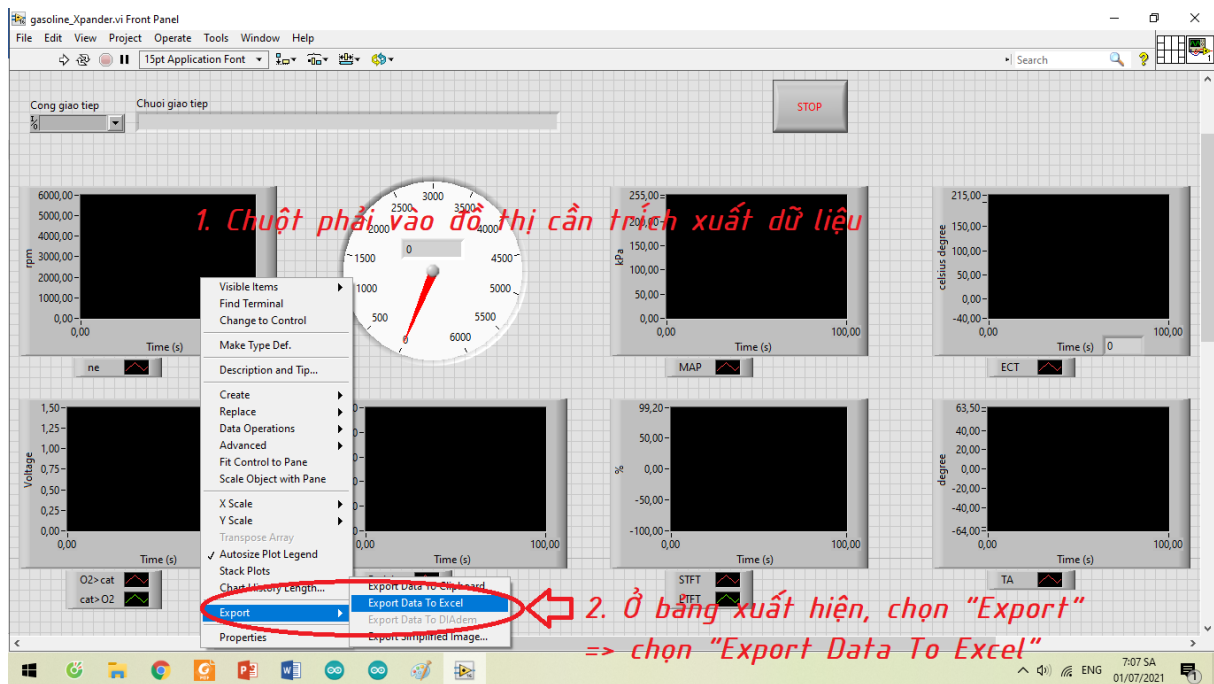 gasoline_Xpander.vi Front Panel
File Edit View Project Operate Tools Window Help
15pt Application Font
Search
Cong giao tiep
Chuoi giao tiep
STOP
1. Chuột phải vào đồ thị cần trích xuất dữ liệu
6000,00
5000,00
4000,00
3000,00
2000,00
1000,00
0,00
rpm
0,00
Time (s)
ne
0
500
1000
1500
2000
2500
3000
3500
4000
4500
5000
5500
6000
0
255,00
200,00
150,00
100,00
50,00
0,00
kPa
0,00
100,00
Time (s)
MAP
215,00
150,00
100,00
50,00
0,00
-40,00
celsius degree
0,00
100,00
Time (s)
0
ECT
Visible Items
Find Terminal
Change to Control
Make Type Def.
Description and Tip...
Create
Replace
Data Operations
Advanced
Fit Control to Pane
Scale Object with Pane
X Scale
Y Scale
Transpose Array
Autosize Plot Legend
Stack Plots
Chart History Length...
Export
Properties
Export Data To Clipboard
Export Data To Excel
Export Data To DIAdem
Export Simplified Image...
1,50
1,25
1,00
0,75
0,50
0,25
0,00
Voltage
0,00
Time (s)
O2>cat
cat>O2
0,00
100,00
Time (s)
99,20
50,00
0,00
-50,00
-100,00
%
0,00
100,00
Time (s)
STFT
LTFT
63,50
40,00
20,00
0,00
-20,00
-40,00
-64,00
degree
0,00
100,00
Time (s)
TA
2. Ở bảng xuất hiện, chọn "Export"
=> chọn "Export Data To Excel"
ENG
7:07 SA
01/07/2021